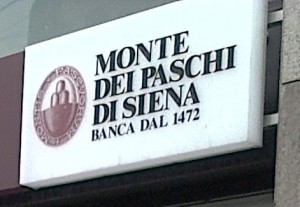 MONTE
DEI PASCHI
DI SIENA
BANCA DAL 1472